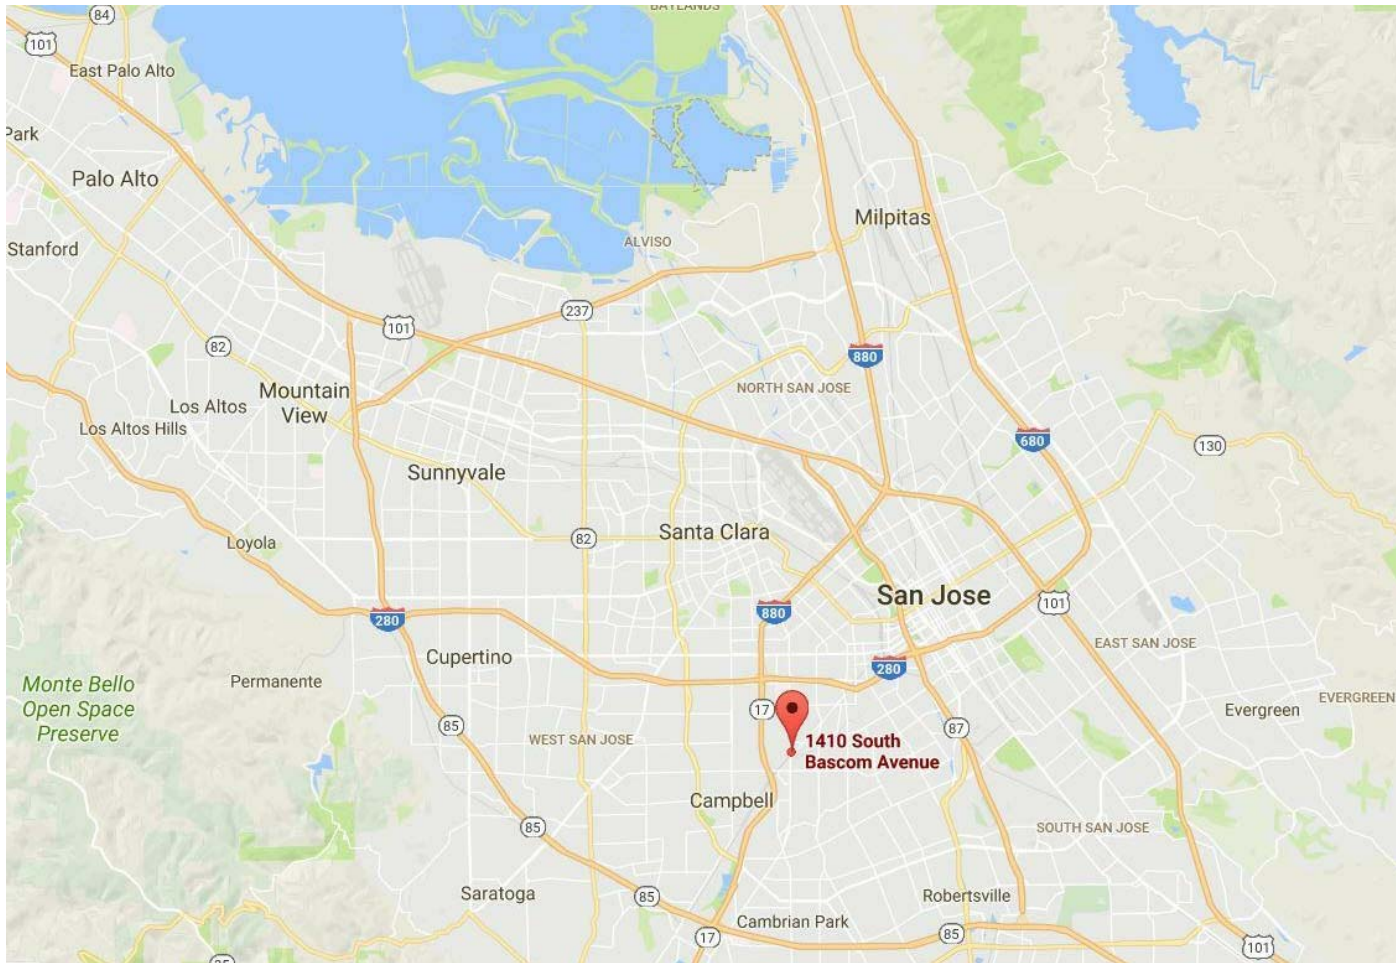 BAYLANDS
84
101
East Palo Alto
Park
Palo Alto
Milpitas
Stanford
ALVISO
237
101
82
880
NORTH SAN JOSE
Mountain
View
Los Altos
Los Altos Hills
680
130
Sunnyvale
Santa Clara
82
Loyola
San Jose
101
880
280
EAST SAN JOSE
Cupertino
280
Permanente
Monte Bello
Open Space
Preserve
EVERGREEN
Evergreen
17
85
87
WEST SAN JOSE
1410 South
Bascom Avenue
Campbell
85
SOUTH SAN JOSE
Saratoga
85
Robertsville
Cambrian Park
17
85
101
35